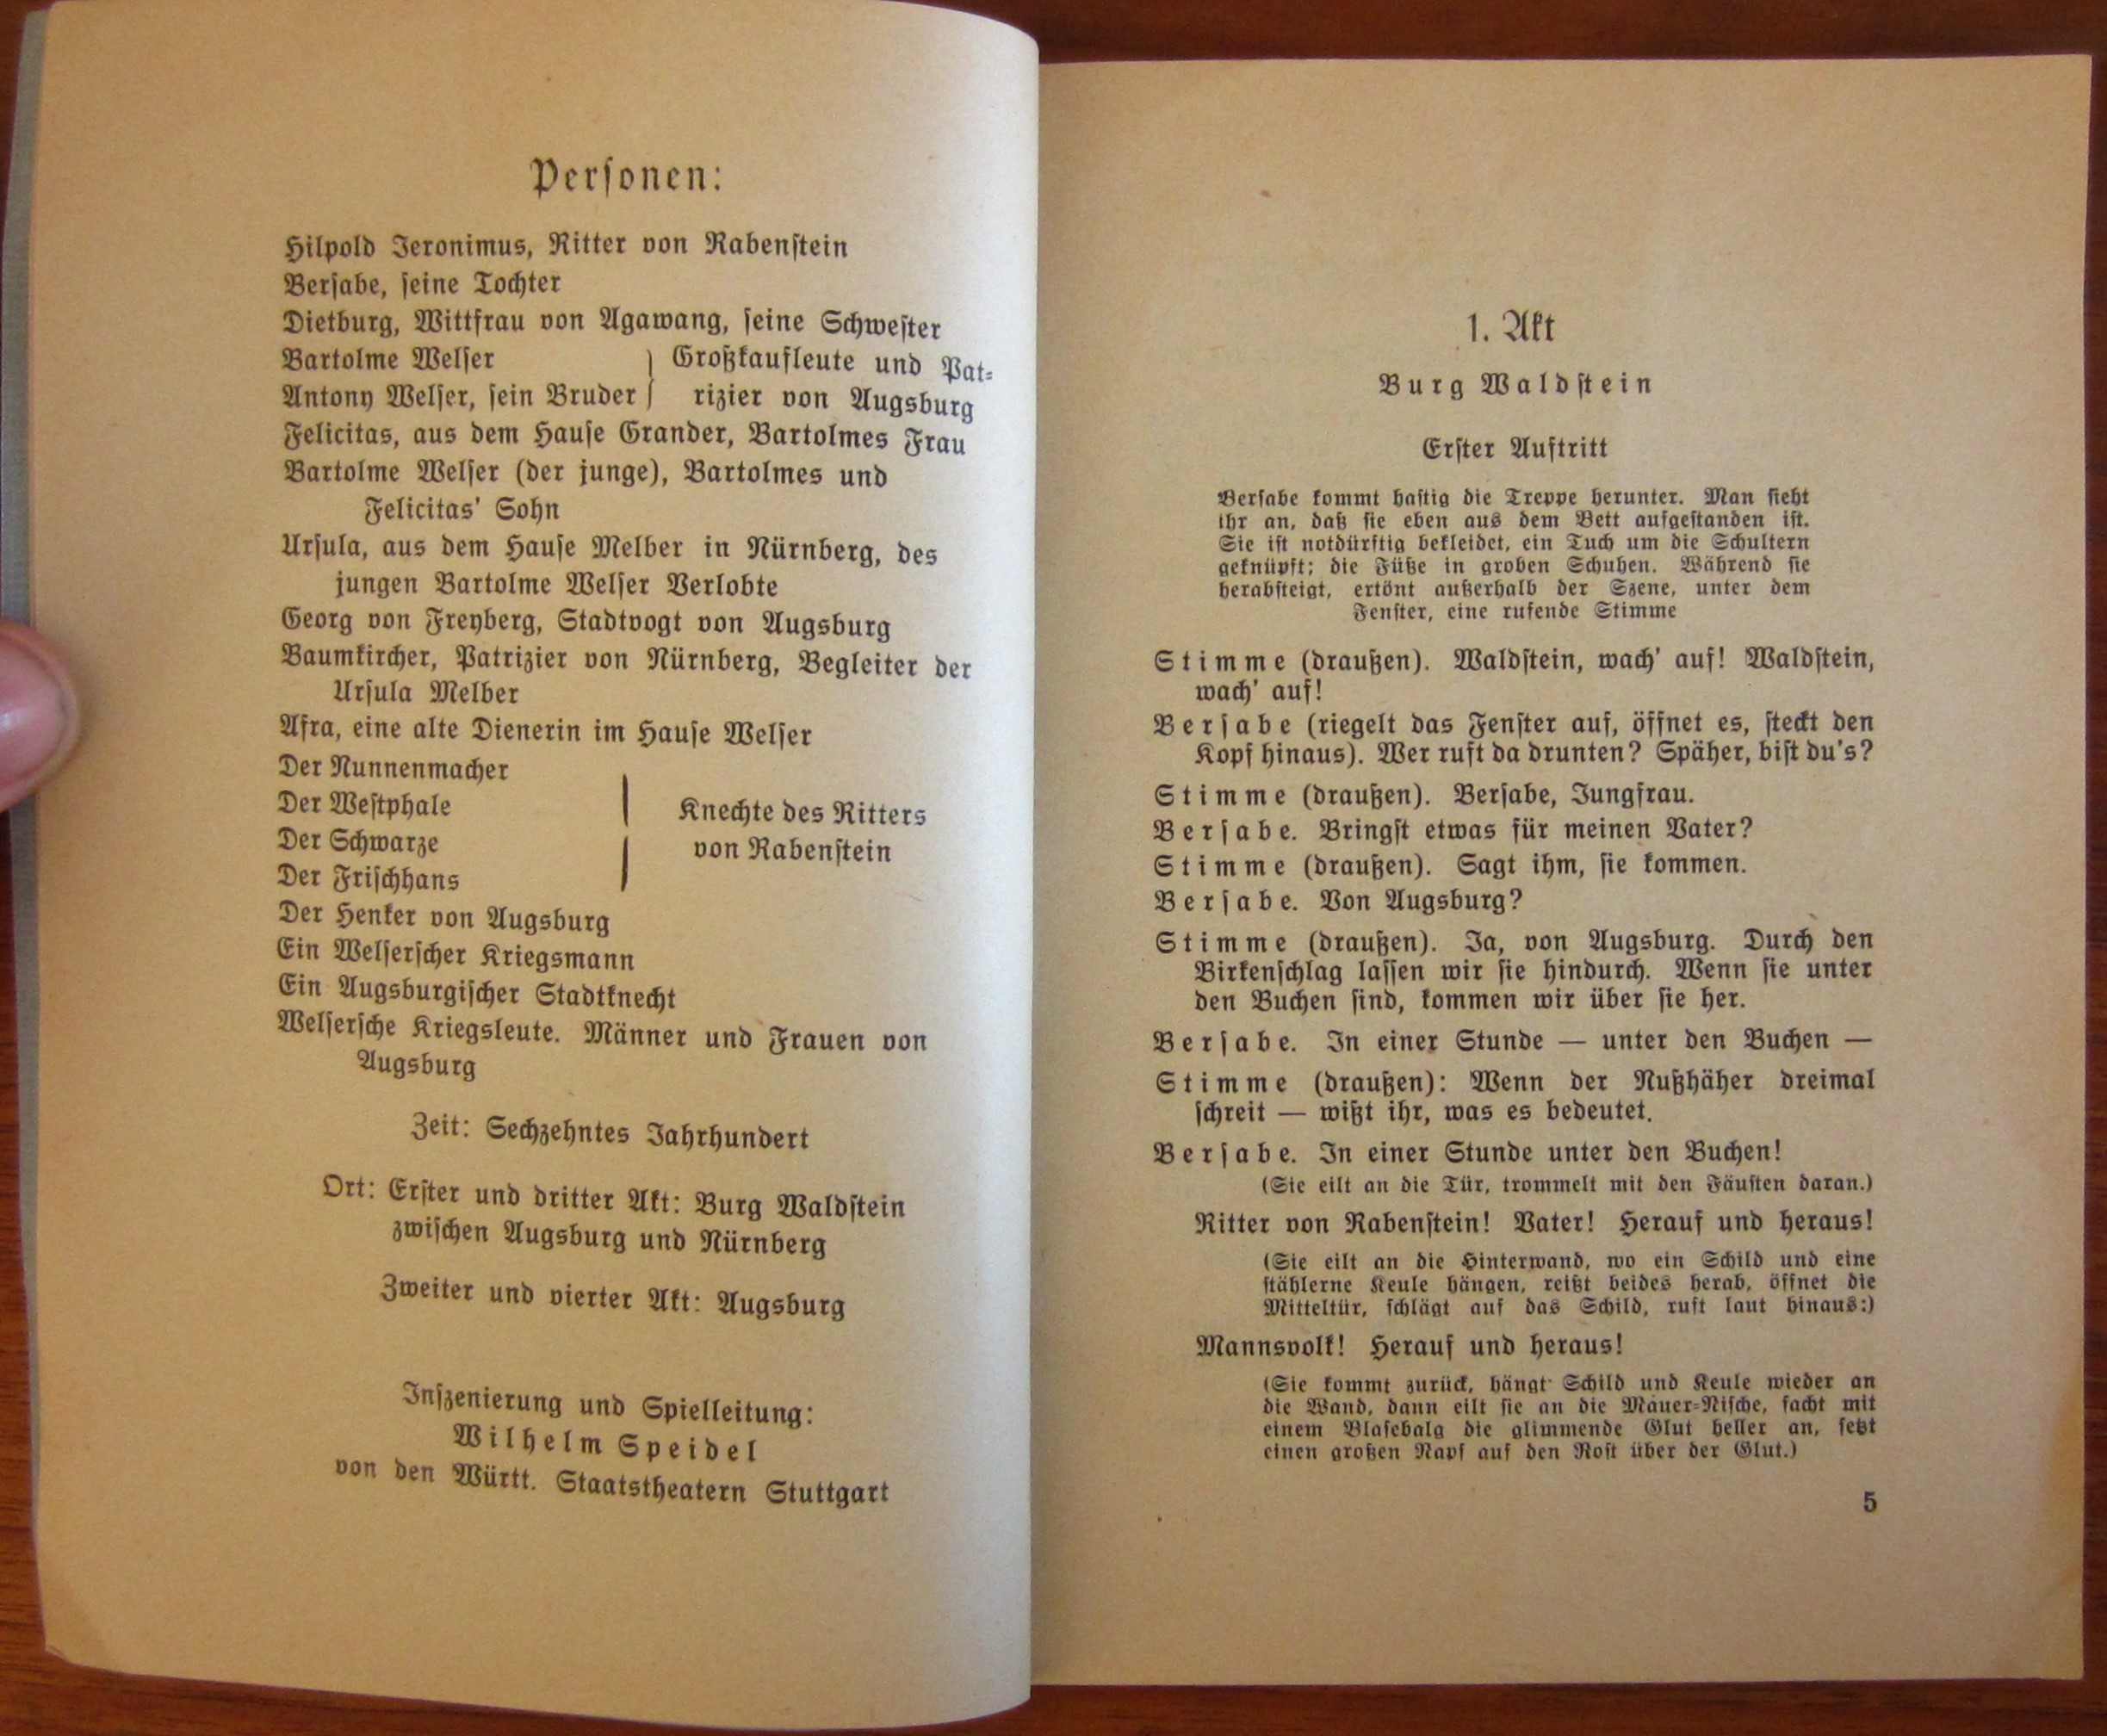 Personen:
Hilpold Jeronimus, Ritter von Rabenstein
Bersabe, seine Tochter
Dietburg, Wittfrau von Agawang, seine Schwester
Bartolme Welser
Antony Welser, sein Bruder
Großkaufleute und Pat-
rizier von Augsburg
Felicitas, aus dem Hause Grander, Bartolmes Frau
Bartolme Welser (der junge), Bartolmes und
Felicitas' Sohn
Ursula, aus dem Hause Melber in Nürnberg, des
jungen Bartolme Welser Verlobte
Georg von Freyberg, Stadtvogt von Augsburg
Baumkircher, Patrizier von Nürnberg, Begleiter der
Ursula Melber
Afra, eine alte Dienerin im Hause Welser
Der Nunnenmacher
Der Westphale
Der Schwarze
Der Frischhans
Knechte des Ritters
von Rabenstein
Der Henker von Augsburg
Ein Welserscher Kriegsmann
Ein Augsburgischer Stadtknecht
Welsersche Kriegsleute. Männer und Frauen von
Augsburg
Zeit: Sechzehntes Jahrhundert
Ort: Erster und dritter Akt: Burg Waldstein
zwischen Augsburg und Nürnberg
Zweiter und vierter Akt: Augsburg
Inszenierung und Spielleitung:
Wilhelm Speidel
von den Württ. Staatstheatern Stuttgart
1. Akt
Burg Waldstein
Erster Auftritt
Bersabe kommt hastig die Treppe herunter. Man sieht
ihr an, daß sie eben aus dem Bett aufgestanden ist.
Sie ist notdürftig bekleidet, ein Tuch um die Schultern
geknüpft; die Füße in groben Schuhen. Während sie
herabsteigt, ertönt außerhalb der Szene, unter dem
Fenster, eine rufende Stimme
Stimme (draußen). Waldstein, wach' auf! Waldstein,
wach' auf!
Bersabe (riegelt das Fenster auf, öffnet es, steckt den
Kopf hinaus). Wer ruft da drunten? Späher, bist du's?
Stimme (draußen). Bersabe, Jungfrau.
Bersabe. Bringst etwas für meinen Vater?
Stimme (draußen). Sagt ihm, sie kommen.
Bersabe. Von Augsburg?
Stimme (draußen). Ja, von Augsburg. Durch den
Birkenschlag lassen wir sie hindurch. Wenn sie unter
den Buchen sind, kommen wir über sie her.
Bersabe. In einer Stunde — unter den Buchen —
Stimme (draußen): Wenn der Nußhäher dreimal
schreit — wißt ihr, was es bedeutet.
Bersabe. In einer Stunde unter den Buchen!
(Sie eilt an die Tür, trommelt mit den Fäusten daran.)
Ritter von Rabenstein! Vater! Herauf und heraus!
(Sie eilt an die Hinterwand, wo ein Schild und eine
stählerne Keule hängen, reißt beides herab, öffnet die
Mitteltür, schlägt auf das Schild, ruft laut hinaus:)
Mannsvolk! Herauf und heraus!
(Sie kommt zurück, hängt Schild und Keule wieder an
die Wand, dann eilt sie an die Mauer-Nische, facht mit
einem Blasebalg die glimmende Glut heller an, setzt
einen großen Napf auf den Rost über der Glut.)
5